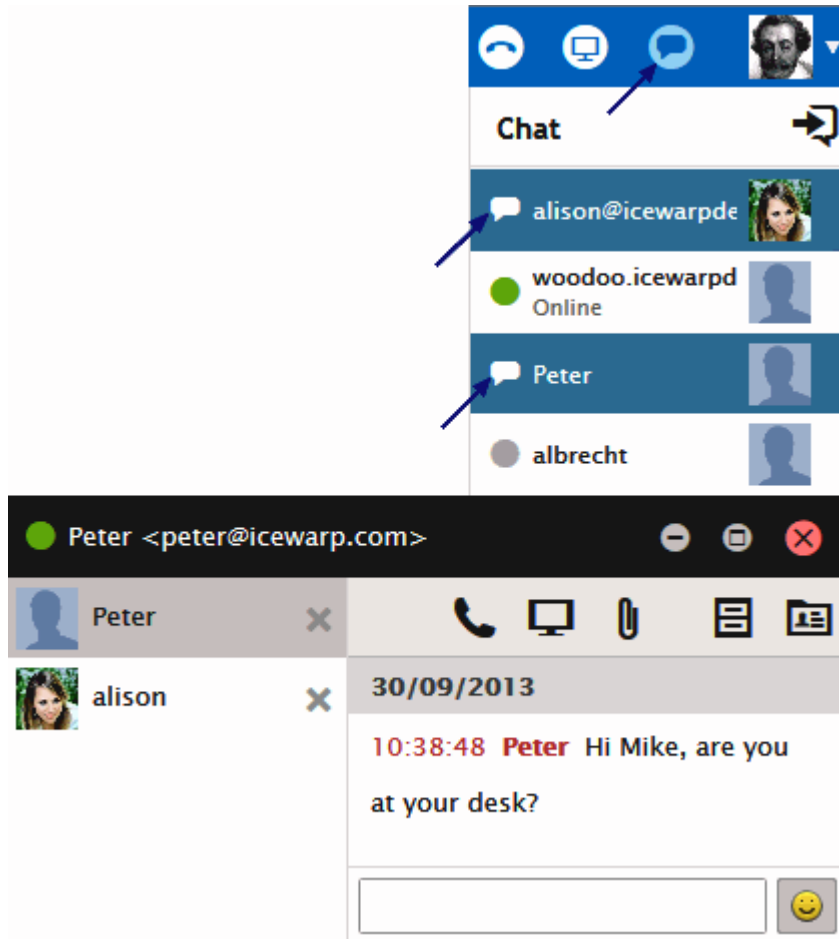 Chat
alison@icewarpde
woodoo.icewarpd
Online
Peter
albrecht
Peter <peter@icewarp.com>
Peter
alison
30/09/2013
10:38:48 Peter Hi Mike, are you
at your desk?